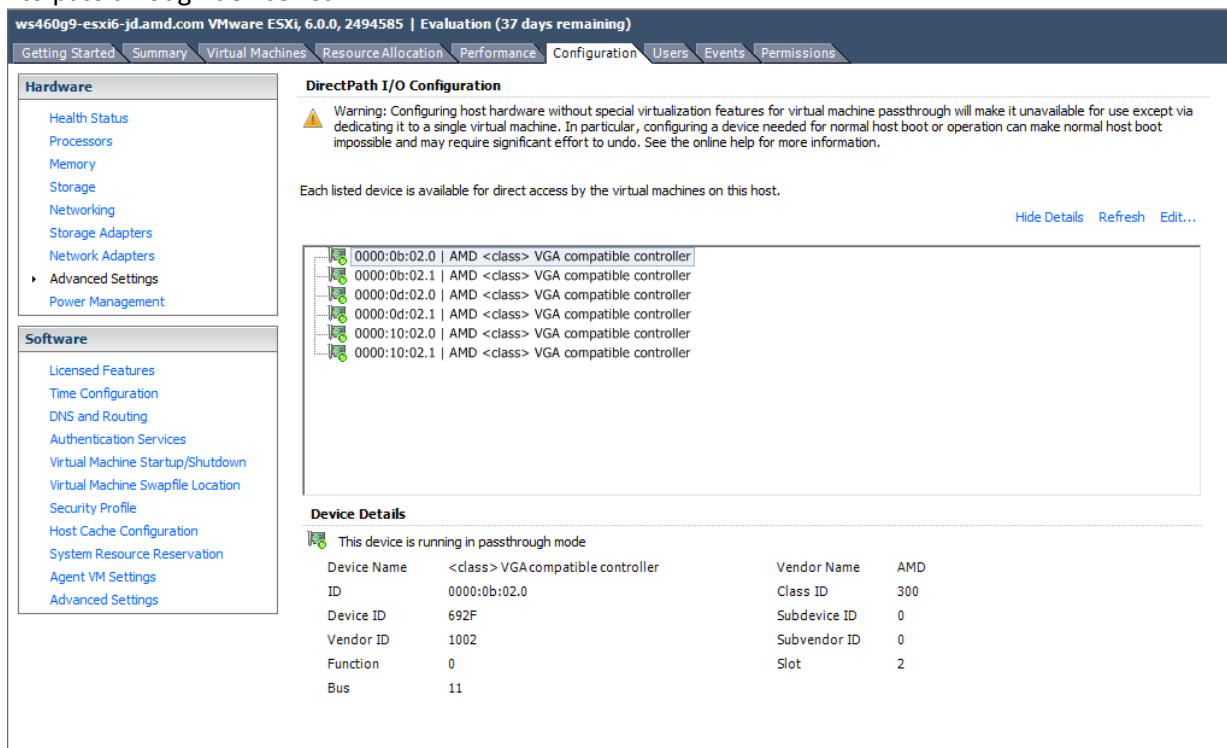 ws460g9-esxi6-jd.amd.com VMware ESXi, 6.0.0, 2494585 | Evaluation (37 days remaining)
Getting Started Summary Virtual Machines Resource Allocation Performance Configuration Users Events Permissions
Hardware
Health Status
Processors
Memory
Storage
Networking
Storage Adapters
Network Adapters
Advanced Settings
Power Management
Software
Licensed Features
Time Configuration
DNS and Routing
Authentication Services
Virtual Machine Startup/Shutdown
Virtual Machine Swapfile Location
Security Profile
Host Cache Configuration
System Resource Reservation
Agent VM Settings
Advanced Settings
DirectPath I/O Configuration
Warning: Configuring host hardware without special virtualization features for virtual machine passthrough will make it unavailable for use except via
dedicating it to a single virtual machine. In particular, configuring a device needed for normal host boot or operation can make normal host boot
impossible and may require significant effort to undo. See the online help for more information.
Each listed device is available for direct access by the virtual machines on this host.
Hide Details Refresh Edit...
0000:0b:02.0 | AMD <class> VGA compatible controller
0000:0b:02.1 | AMD <class> VGA compatible controller
0000:0d:02.0 | AMD <class> VGA compatible controller
0000:0d:02.1 | AMD <class> VGA compatible controller
0000:10:02.0 | AMD <class> VGA compatible controller
0000:10:02.1 | AMD <class> VGA compatible controller
Device Details
This device is running in passthrough mode
Device Name <class> VGA compatible controller Vendor Name AMD
ID 0000:0b:02.0 Class ID 300
Device ID 692F Subdevice ID 0
Vendor ID 1002 Subvendor ID 0
Function 0 Slot 2
Bus 11